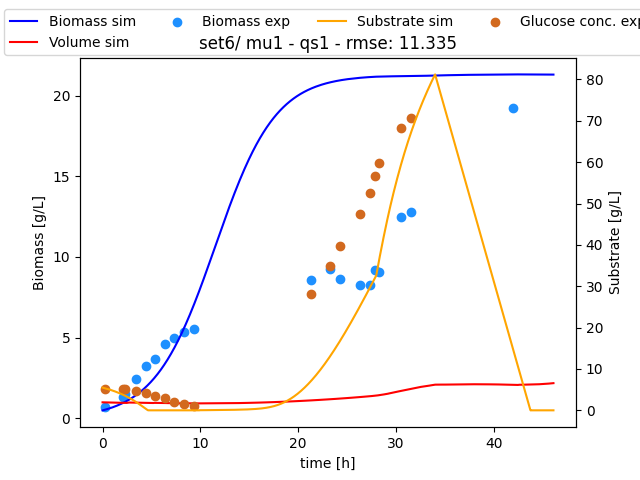 Biomass sim Biomass exp Substrate sim Glucose conc. exp
Volume sim
set6/ mu1 - qs1 - rmse: 11.335
Biomass [g/L]
20
15
10
5
0
Substrate [g/L]
80
70
60
50
40
30
20
10
0
0 10 20 30 40
time [h]